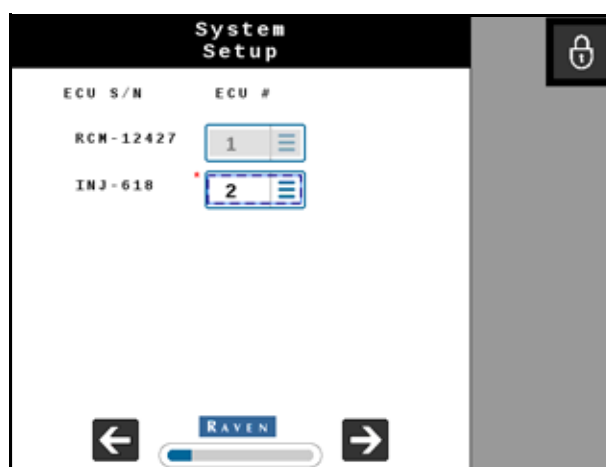 System
Setup
ECU S/N ECU #
RCM-12427 1
INJ-618 * 2
RAVEN